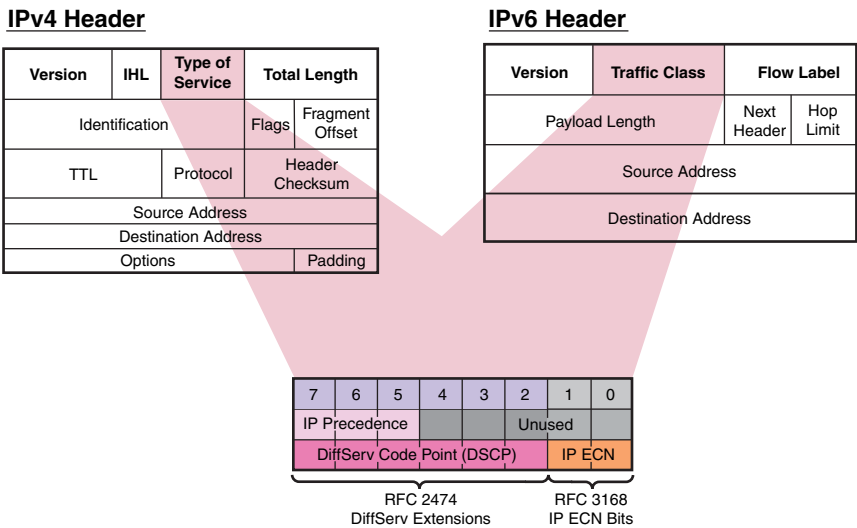 IPv4 Header
IPv6 Header
Version IHL Type of Service Total Length
Identification Flags Fragment Offset
TTL Protocol Header Checksum
Source Address
Destination Address
Options Padding
Version Traffic Class Flow Label
Payload Length Next Header Hop Limit
Source Address
Destination Address
7 6 5 4 3 2 1 0
IP Precedence Unused
DiffServ Code Point (DSCP) IP ECN
RFC 2474 RFC 3168
DiffServ Extensions IP ECN Bits